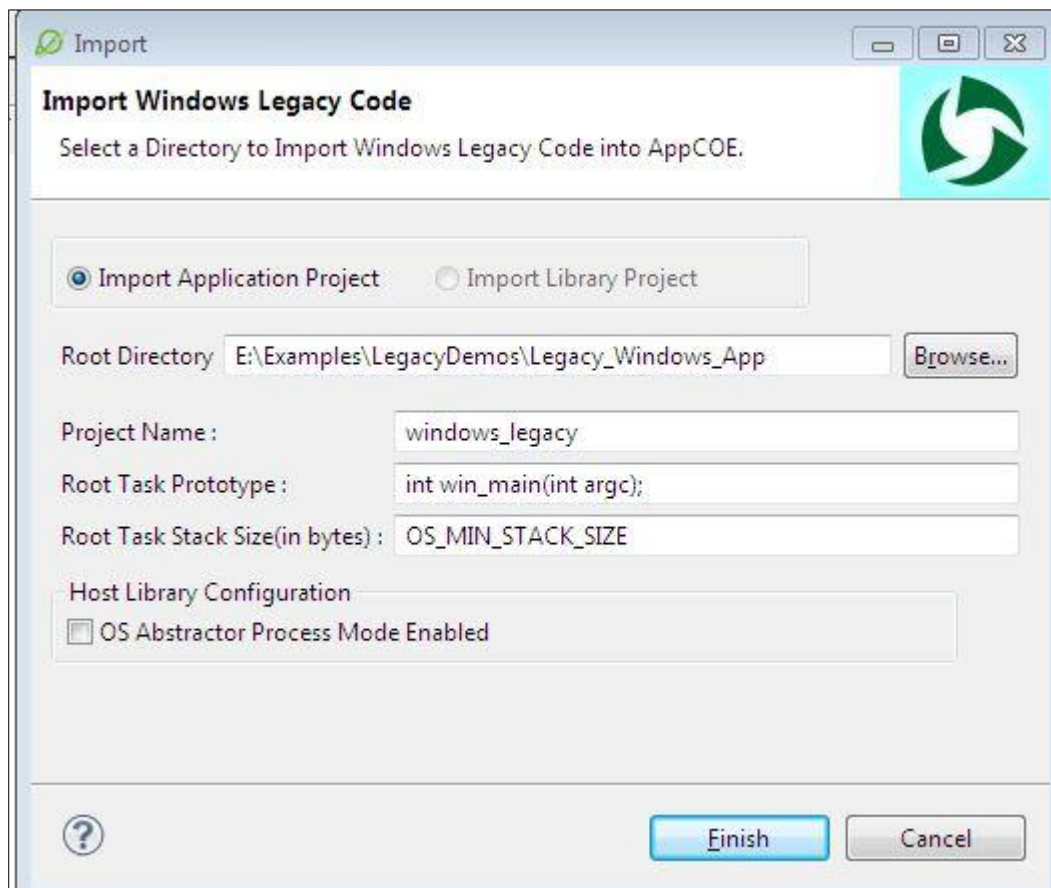 Import
Import Windows Legacy Code
Select a Directory to Import Windows Legacy Code into AppCOE.
Import Application Project Import Library Project
Root Directory E:\Examples\LegacyDemos\Legacy_Windows_App Browse...
Project Name : windows_legacy
Root Task Prototype : int win_main(int argc);
Root Task Stack Size(in bytes) : OS_MIN_STACK_SIZE
Host Library Configuration
OS Abstractor Process Mode Enabled
? Finish Cancel